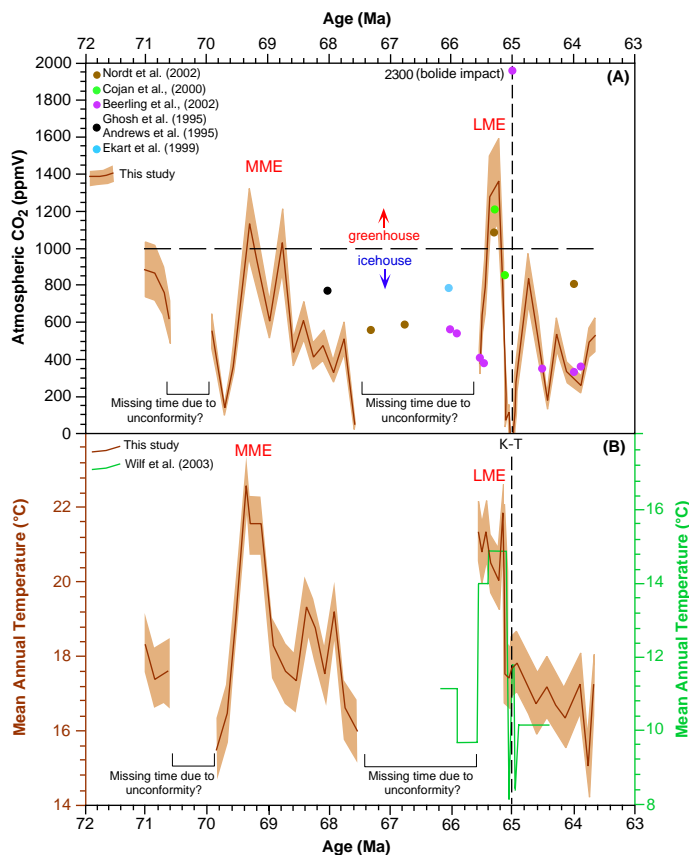 Age (Ma)
72 71 70 69 68 67 66 65 64 63
2000
1800
1600
1400
1200
1000
800
600
400
200
0
Atmospheric CO2 (ppmV)
Nordt et al. (2002)
Cojan et al., (2000)
Beerling et al., (2002)
Ghosh et al. (1995)
Andrews et al. (1995)
Ekart et al. (1999)
This study
2300 (bolide impact)
(A)
MME
LME
greenhouse
icehouse
Missing time due to
unconformity?
Missing time due to
unconformity?
K-T
This study
Wilf et al. (2003)
(B)
MME
LME
22
20
18
16
14
Mean Annual Temperature (°C)
16
14
12
10
8
Mean Annual Temperature (°C)
Missing time due to
unconformity?
Missing time due to
unconformity?
72 71 70 69 68 67 66 65 64 63
Age (Ma)